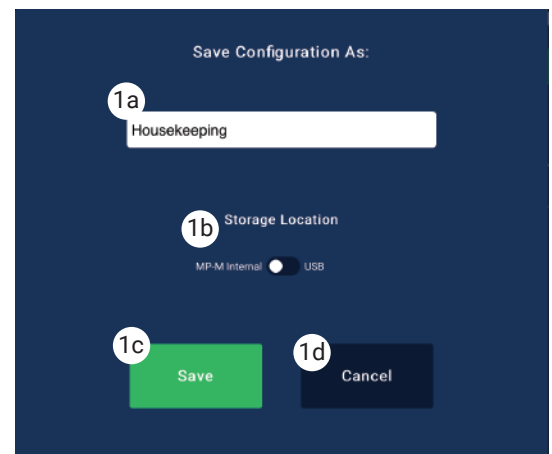 Save Configuration As:
1a
Housekeeping
1b
Storage Location
MP-M Internal USB
1c
1d
Save Cancel